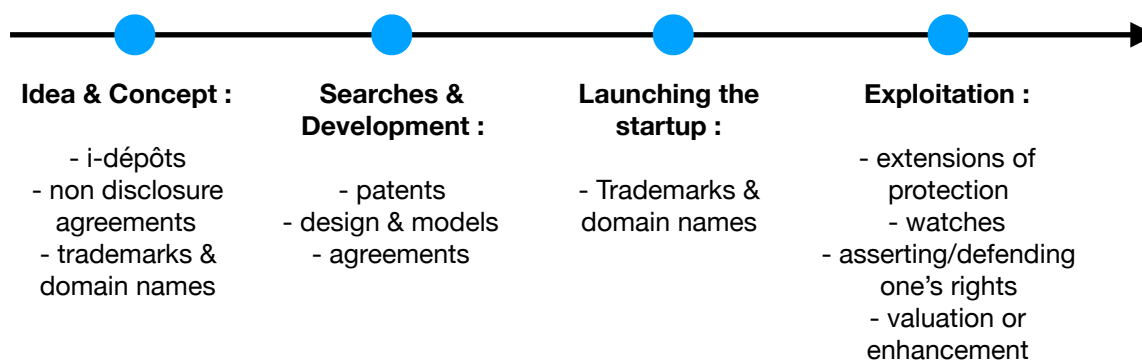 Idea & Concept :
- i-dépôts
- non disclosure
agreements
- trademarks &
domain names
Searches &
Development :
- patents
- design & models
- agreements
Launching the
startup :
- Trademarks &
domain names
Exploitation :
- extensions of
protection
- watches
- asserting/defending
one's rights
- valuation or
enhancement